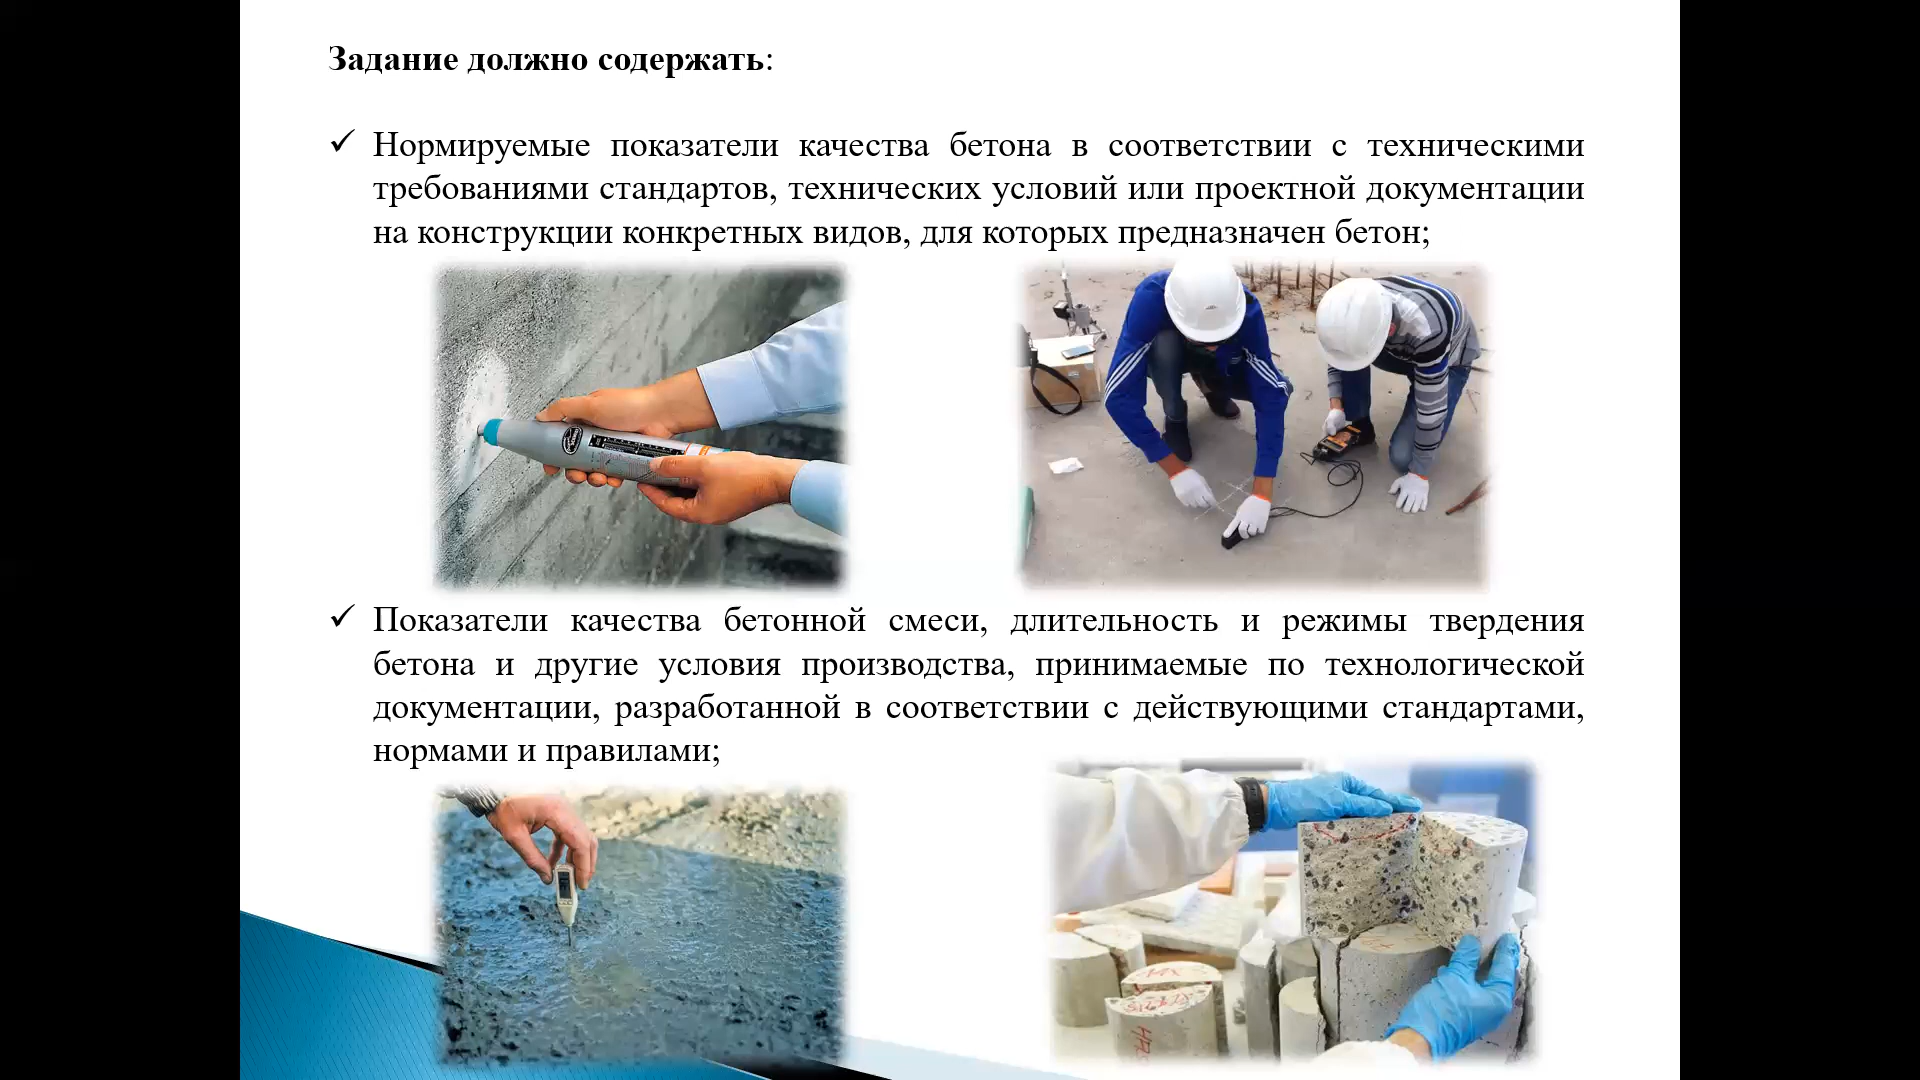 Задание должно содержать:
✓ Нормируемые показатели качества бетона в соответствии с техническими
требованиями стандартов, технических условий или проектной документации
на конструкции конкретных видов, для которых предназначен бетон;
✓ Показатели качества бетонной смеси, длительность и режимы твердения
бетона и другие условия производства, принимаемые по технологической
документации, разработанной в соответствии с действующими стандартами,
нормами и правилами;